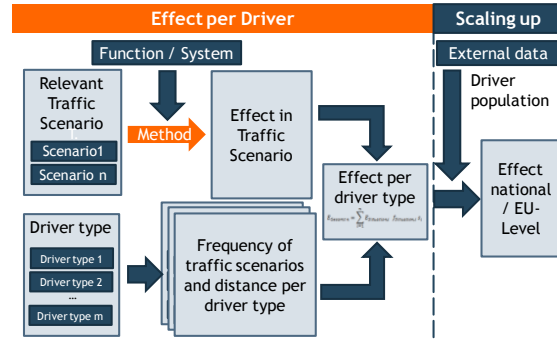 Effect per Driver
Scaling up
Function / System
External data
Relevant
Traffic
Scenario
Scenario1
Scenario n
Method
Effect in
Traffic
Scenario
Driver
population
Effect per
driver type
Effect
national
/ EU-
Level
Driver type
Driver type 1
Driver type 2
...
Driver type m
Frequency of
traffic scenarios
and distance per
driver type